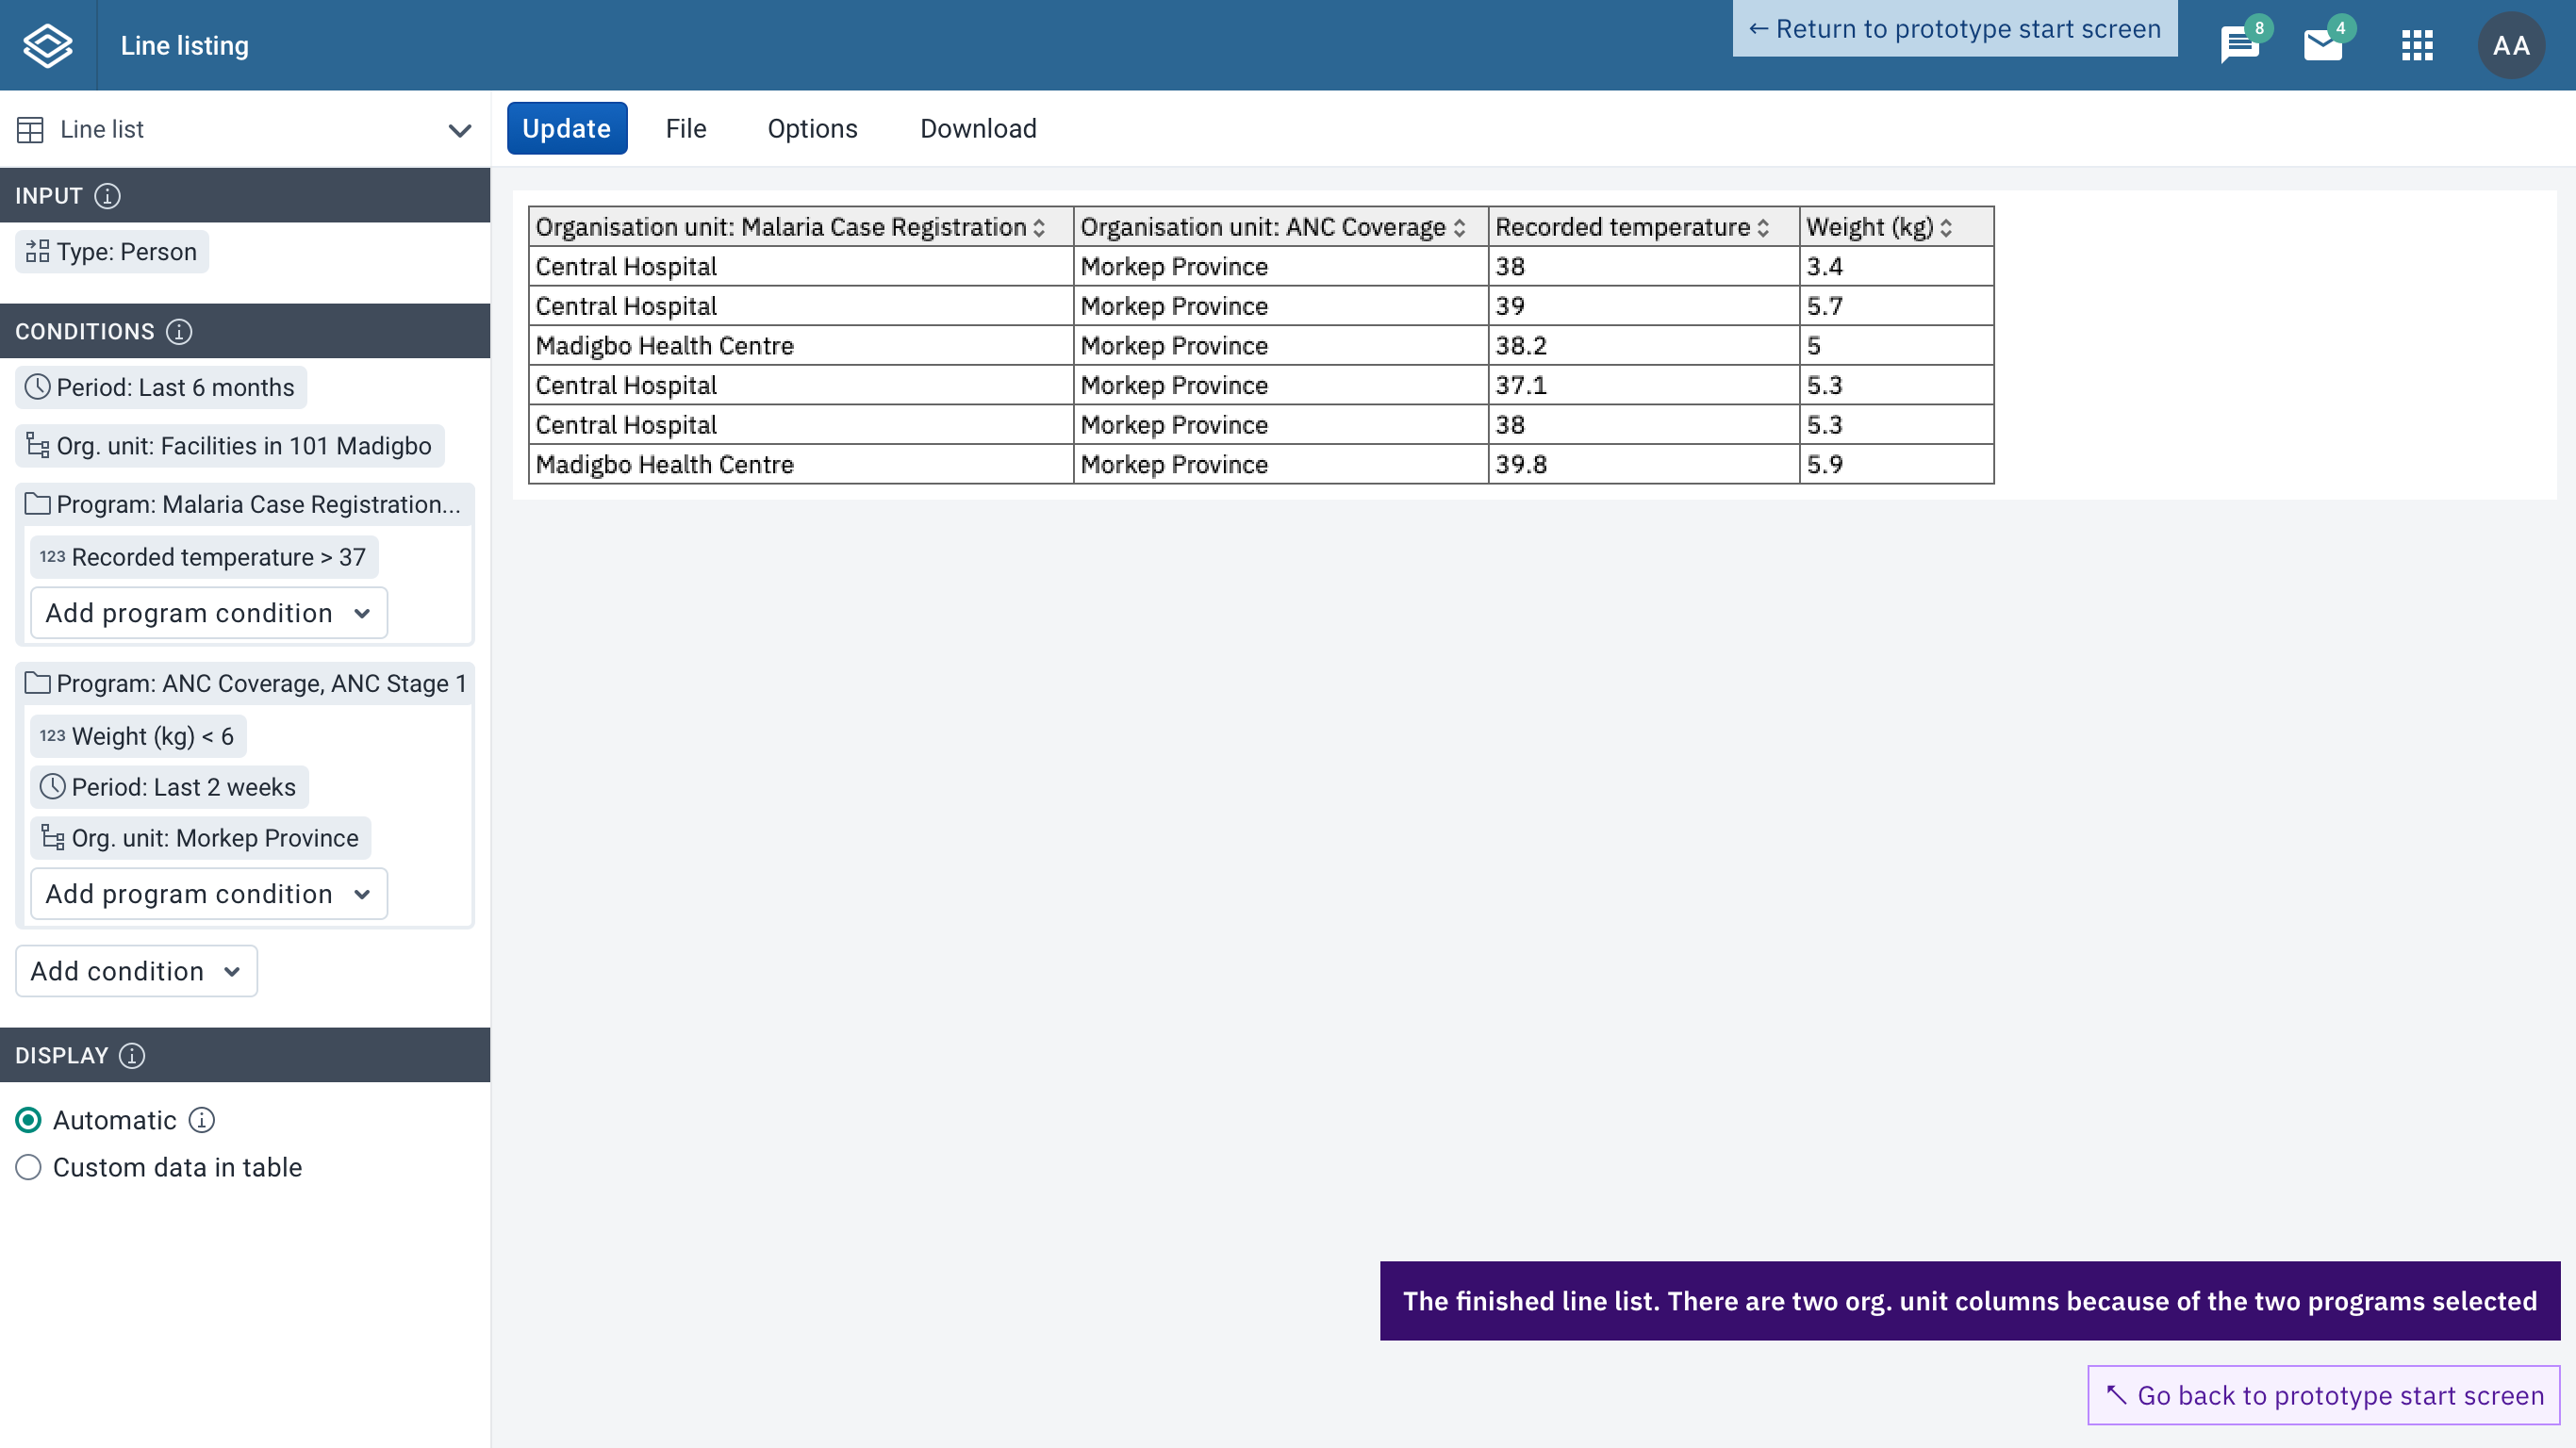 Line listing
← Return to prototype start screen
8
4
AA
Line list
Update
File
Options
Download
INPUT
Type: Person
CONDITIONS
Period: Last 6 months
Org. unit: Facilities in 101 Madigbo
Program: Malaria Case Registration...
123 Recorded temperature > 37
Add program condition
Program: ANC Coverage, ANC Stage 1
123 Weight (kg) < 6
Period: Last 2 weeks
Org. unit: Morkep Province
Add program condition
Add condition
DISPLAY
Automatic
Custom data in table
Organisation unit: Malaria Case Registration Organisation unit: ANC Coverage Recorded temperature Weight (kg)
Central Hospital Morkep Province 38 3.4
Central Hospital Morkep Province 39 5.7
Madigbo Health Centre Morkep Province 38.2 5
Central Hospital Morkep Province 37.1 5.3
Central Hospital Morkep Province 38 5.3
Madigbo Health Centre Morkep Province 39.8 5.9
The finished line list. There are two org. unit columns because of the two programs selected
↖ Go back to prototype start screen